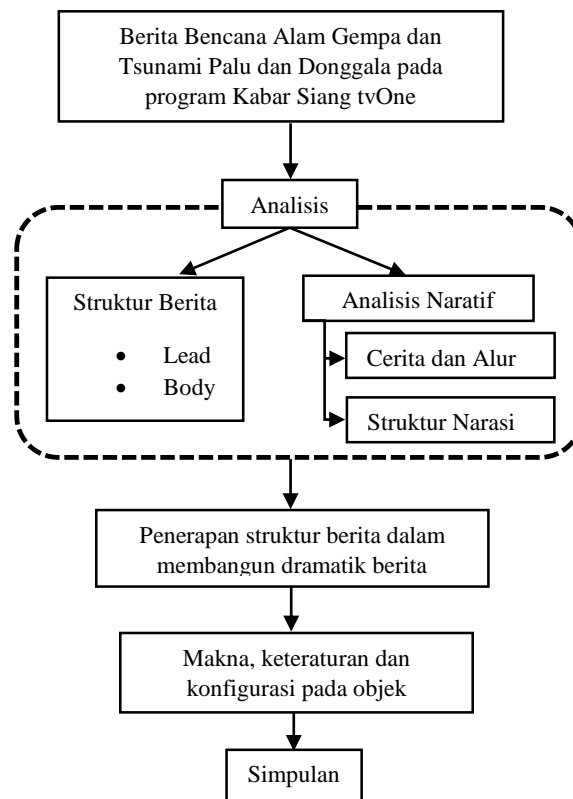 Berita Bencana Alam Gempa dan
Tsunami Palu dan Donggala pada
program Kabar Siang tvOne
Analisis
Struktur Berita
• Lead
• Body
Analisis Naratif
Cerita dan Alur
Struktur Narasi
Penerapan struktur berita dalam
membangun dramatik berita
Makna, keteraturan dan
konfigurasi pada objek
Simpulan